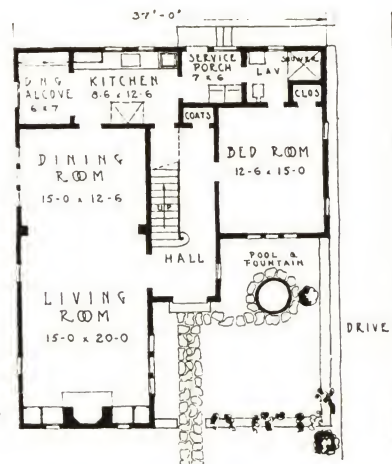 37'-0"
DNG
ALCOVE
6 x 7
KITCHEN
8-6 x 12-6
SERVICE
PORCH
7 x 6
LAV
SHOWER
CLOS
COATS
BED ROOM
12-6 x 15-0
DINING
ROOM
15-0 x 12-6
UP
HALL
POOL &
FOUNTAIN
LIVING
ROOM
15-0 x 20-0
DRIVE